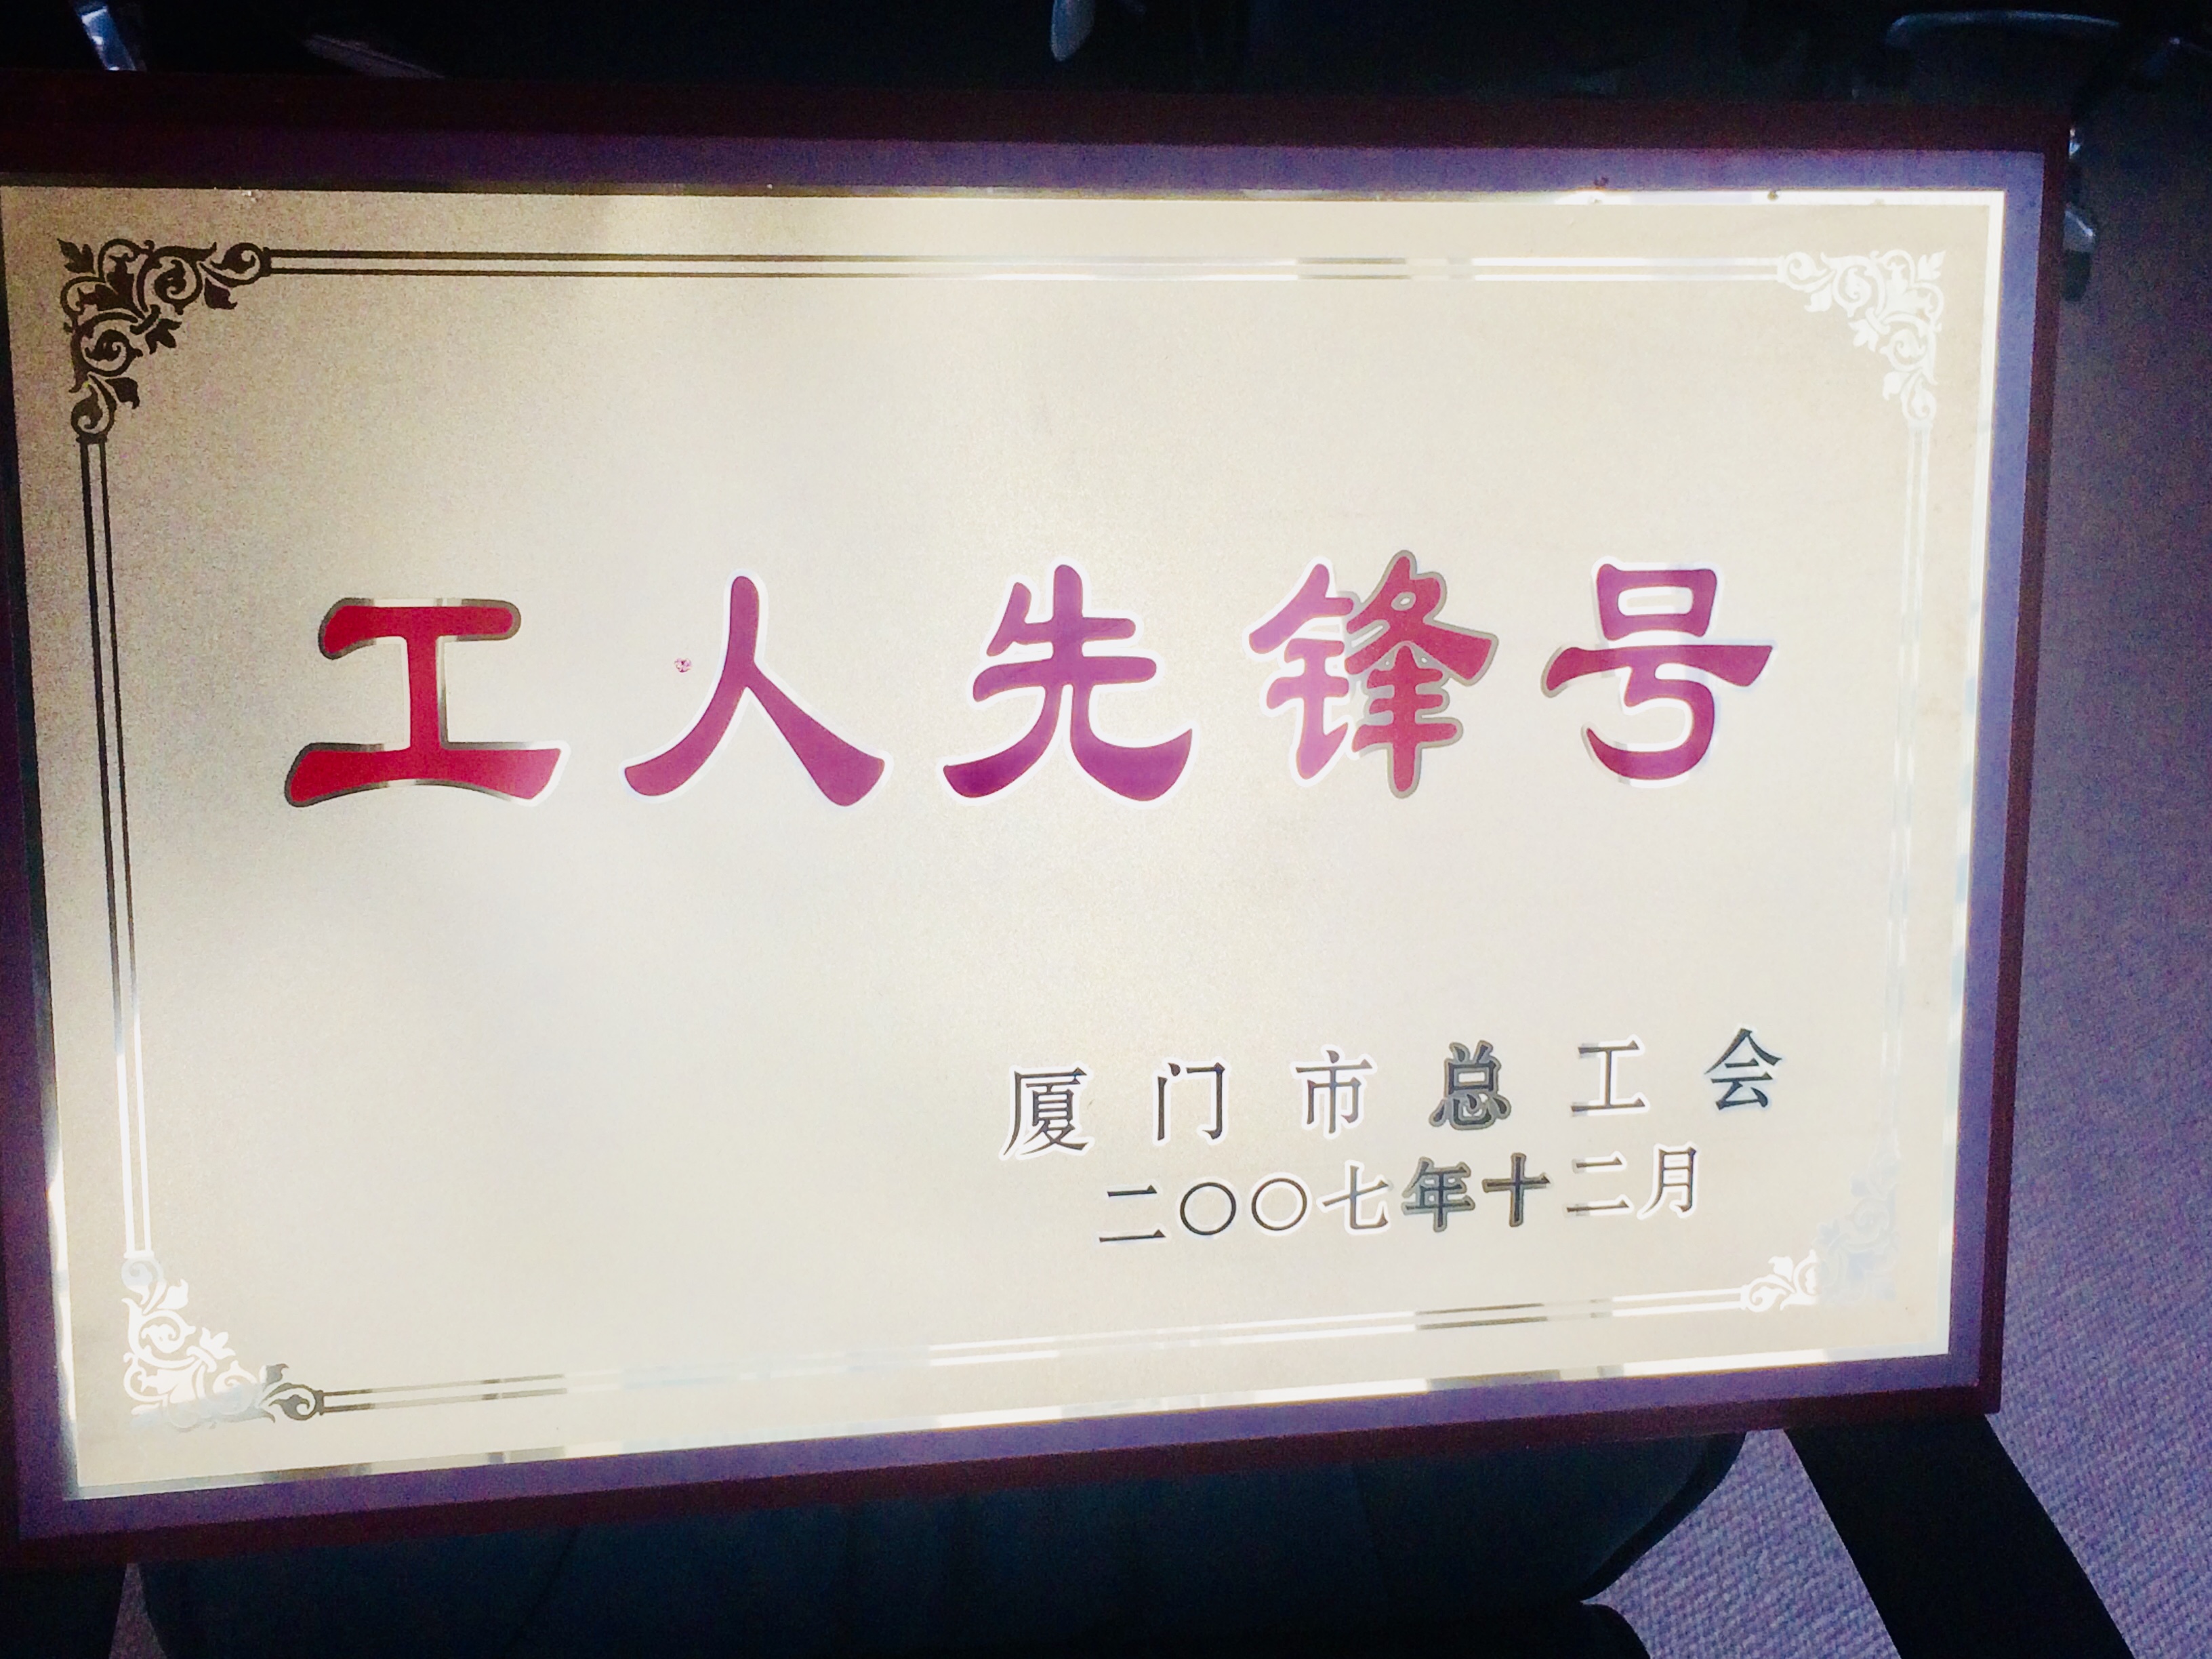 工人先锋号
厦门市总工会
二〇〇七年十二月